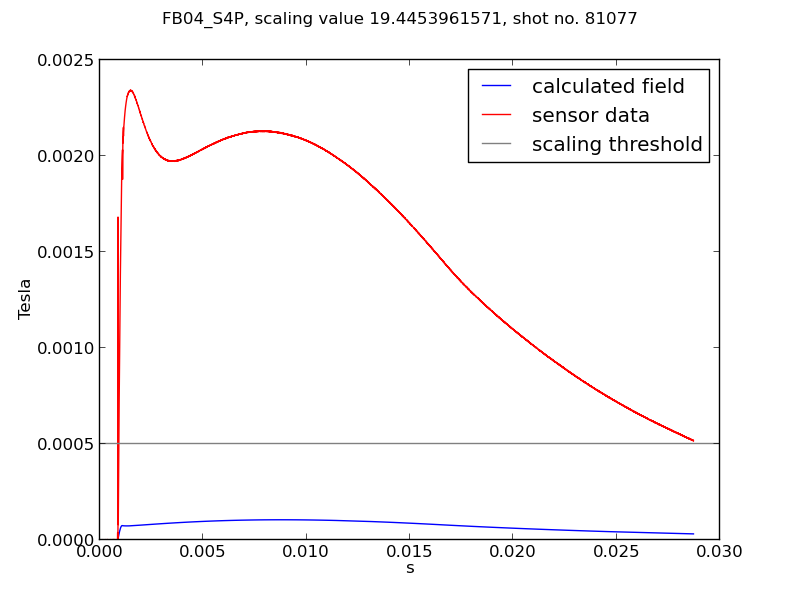 FB04_S4P, scaling value 19.4453961571, shot no. 81077
0.0025
0.0020
0.0015
0.0010
0.0005
0.0000
Tesla
calculated field
sensor data
scaling threshold
0.000
0.005
0.010
0.015
0.020
0.025
0.030
s